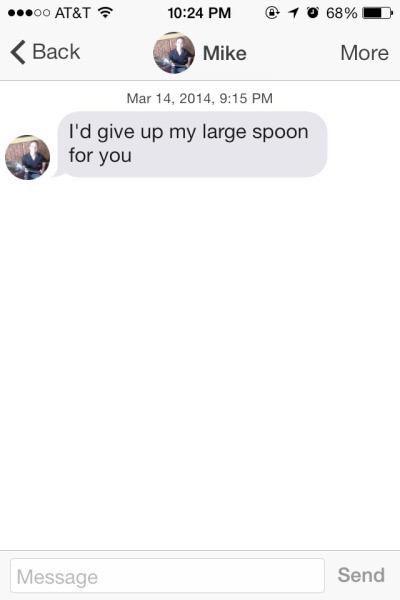 AT&T 10:24 PM 68%
Back Mike More
Mar 14, 2014, 9:15 PM
I'd give up my large spoon
for you
Message Send